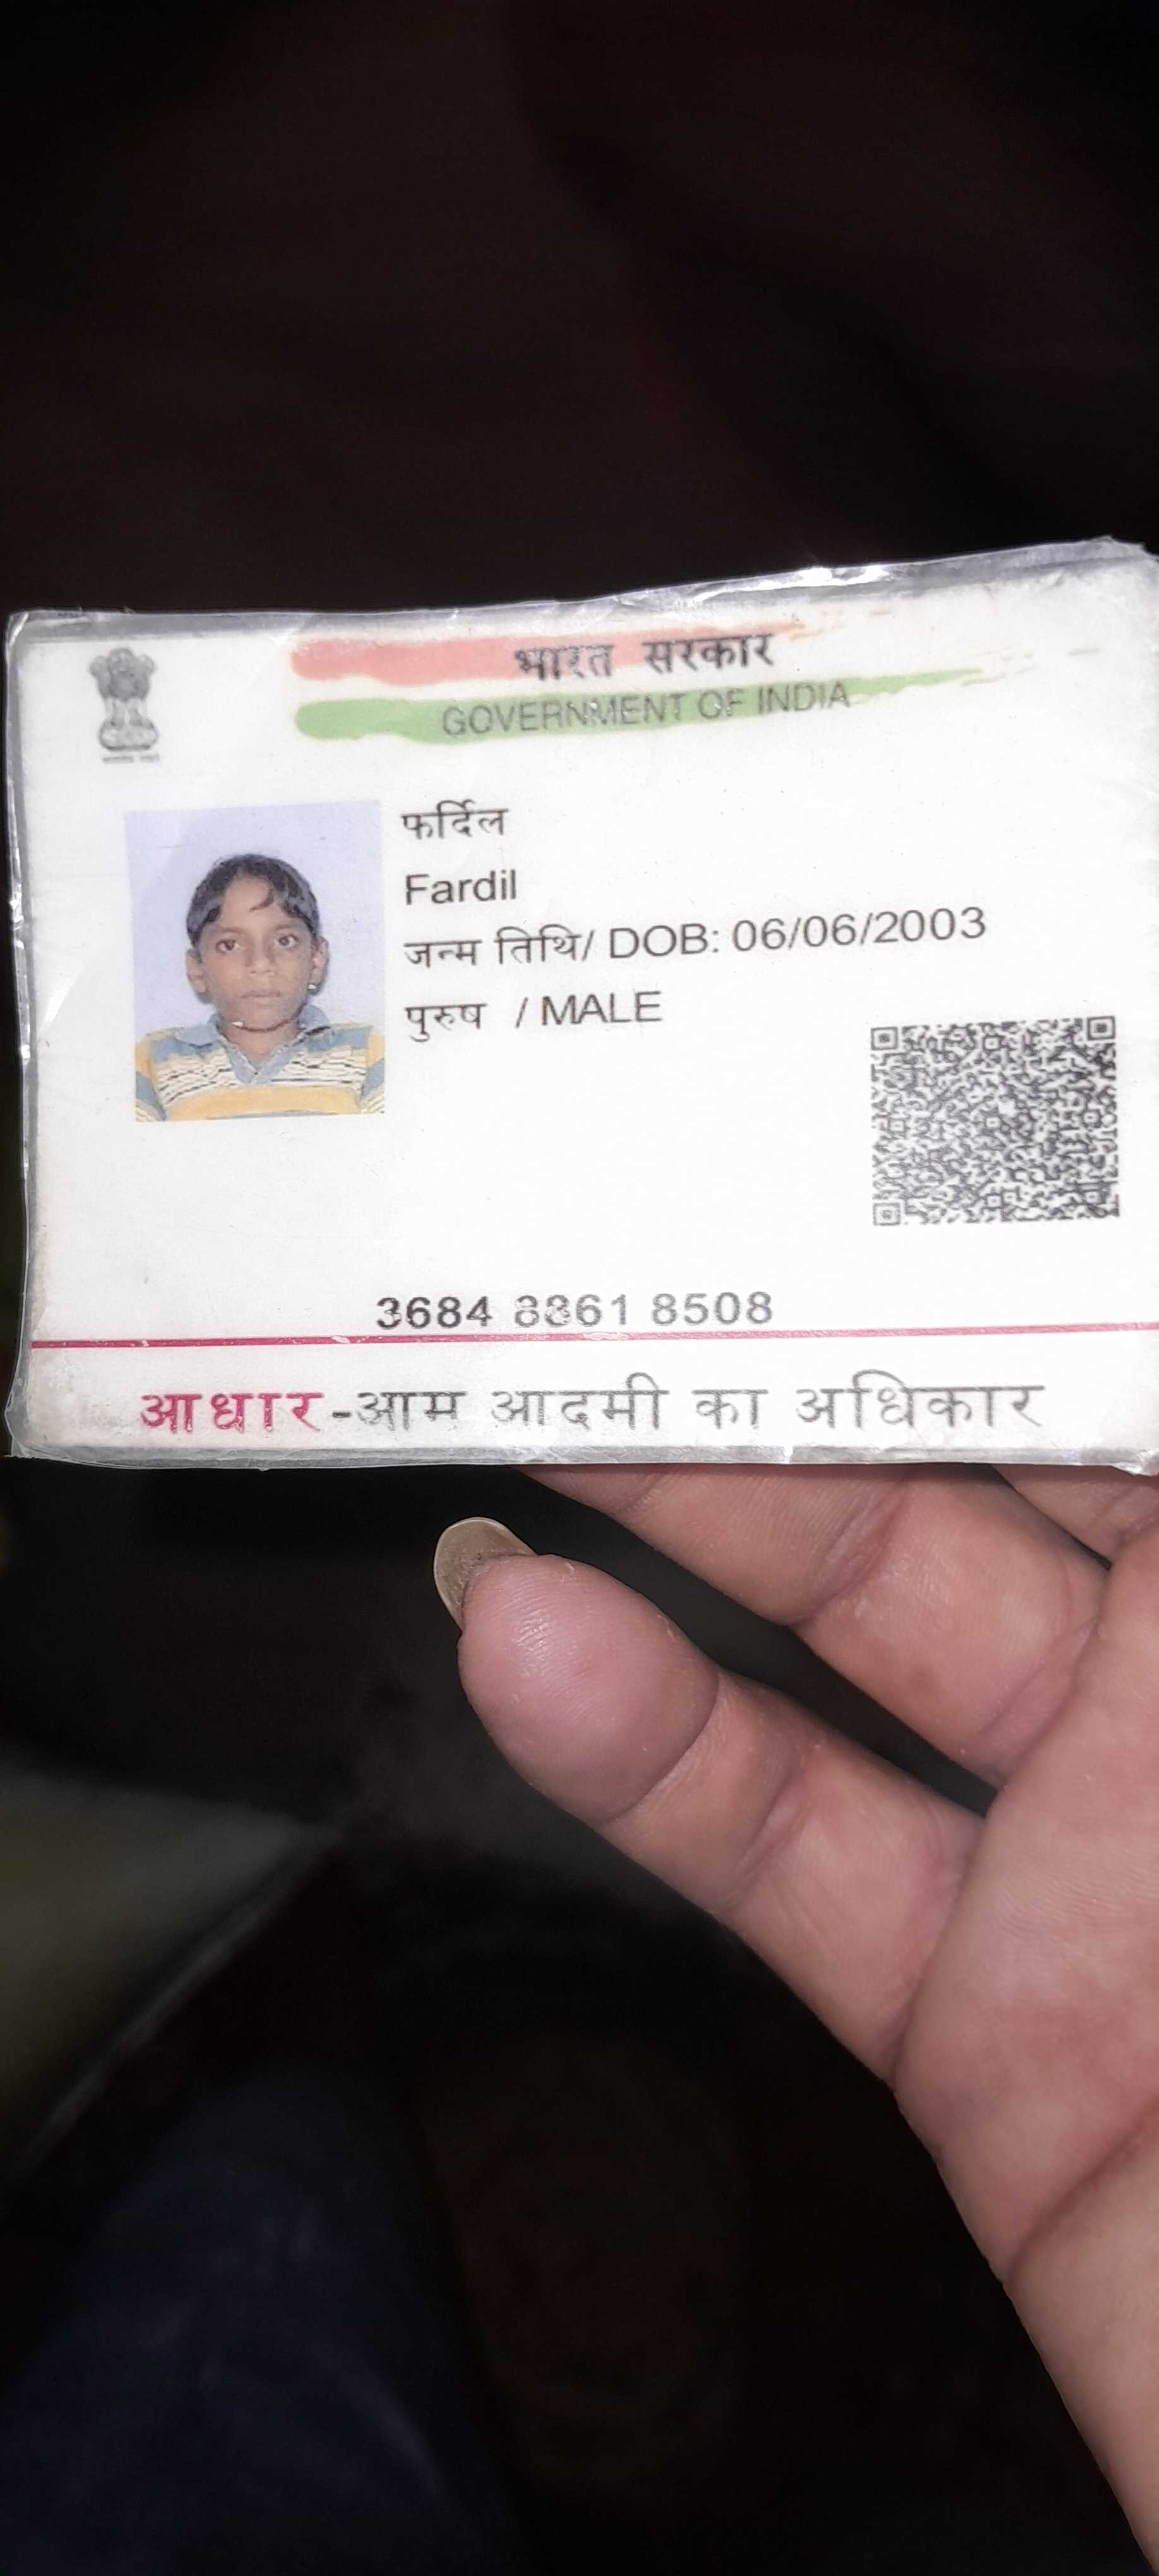 भारत सरकार
GOVERNMENT OF INDIA
फर्दिल
Fardil
जन्म तिथि/ DOB: 06/06/2003
पुरुष / MALE
3684 8861 8508
आधार-आम आदमी का अधिकार